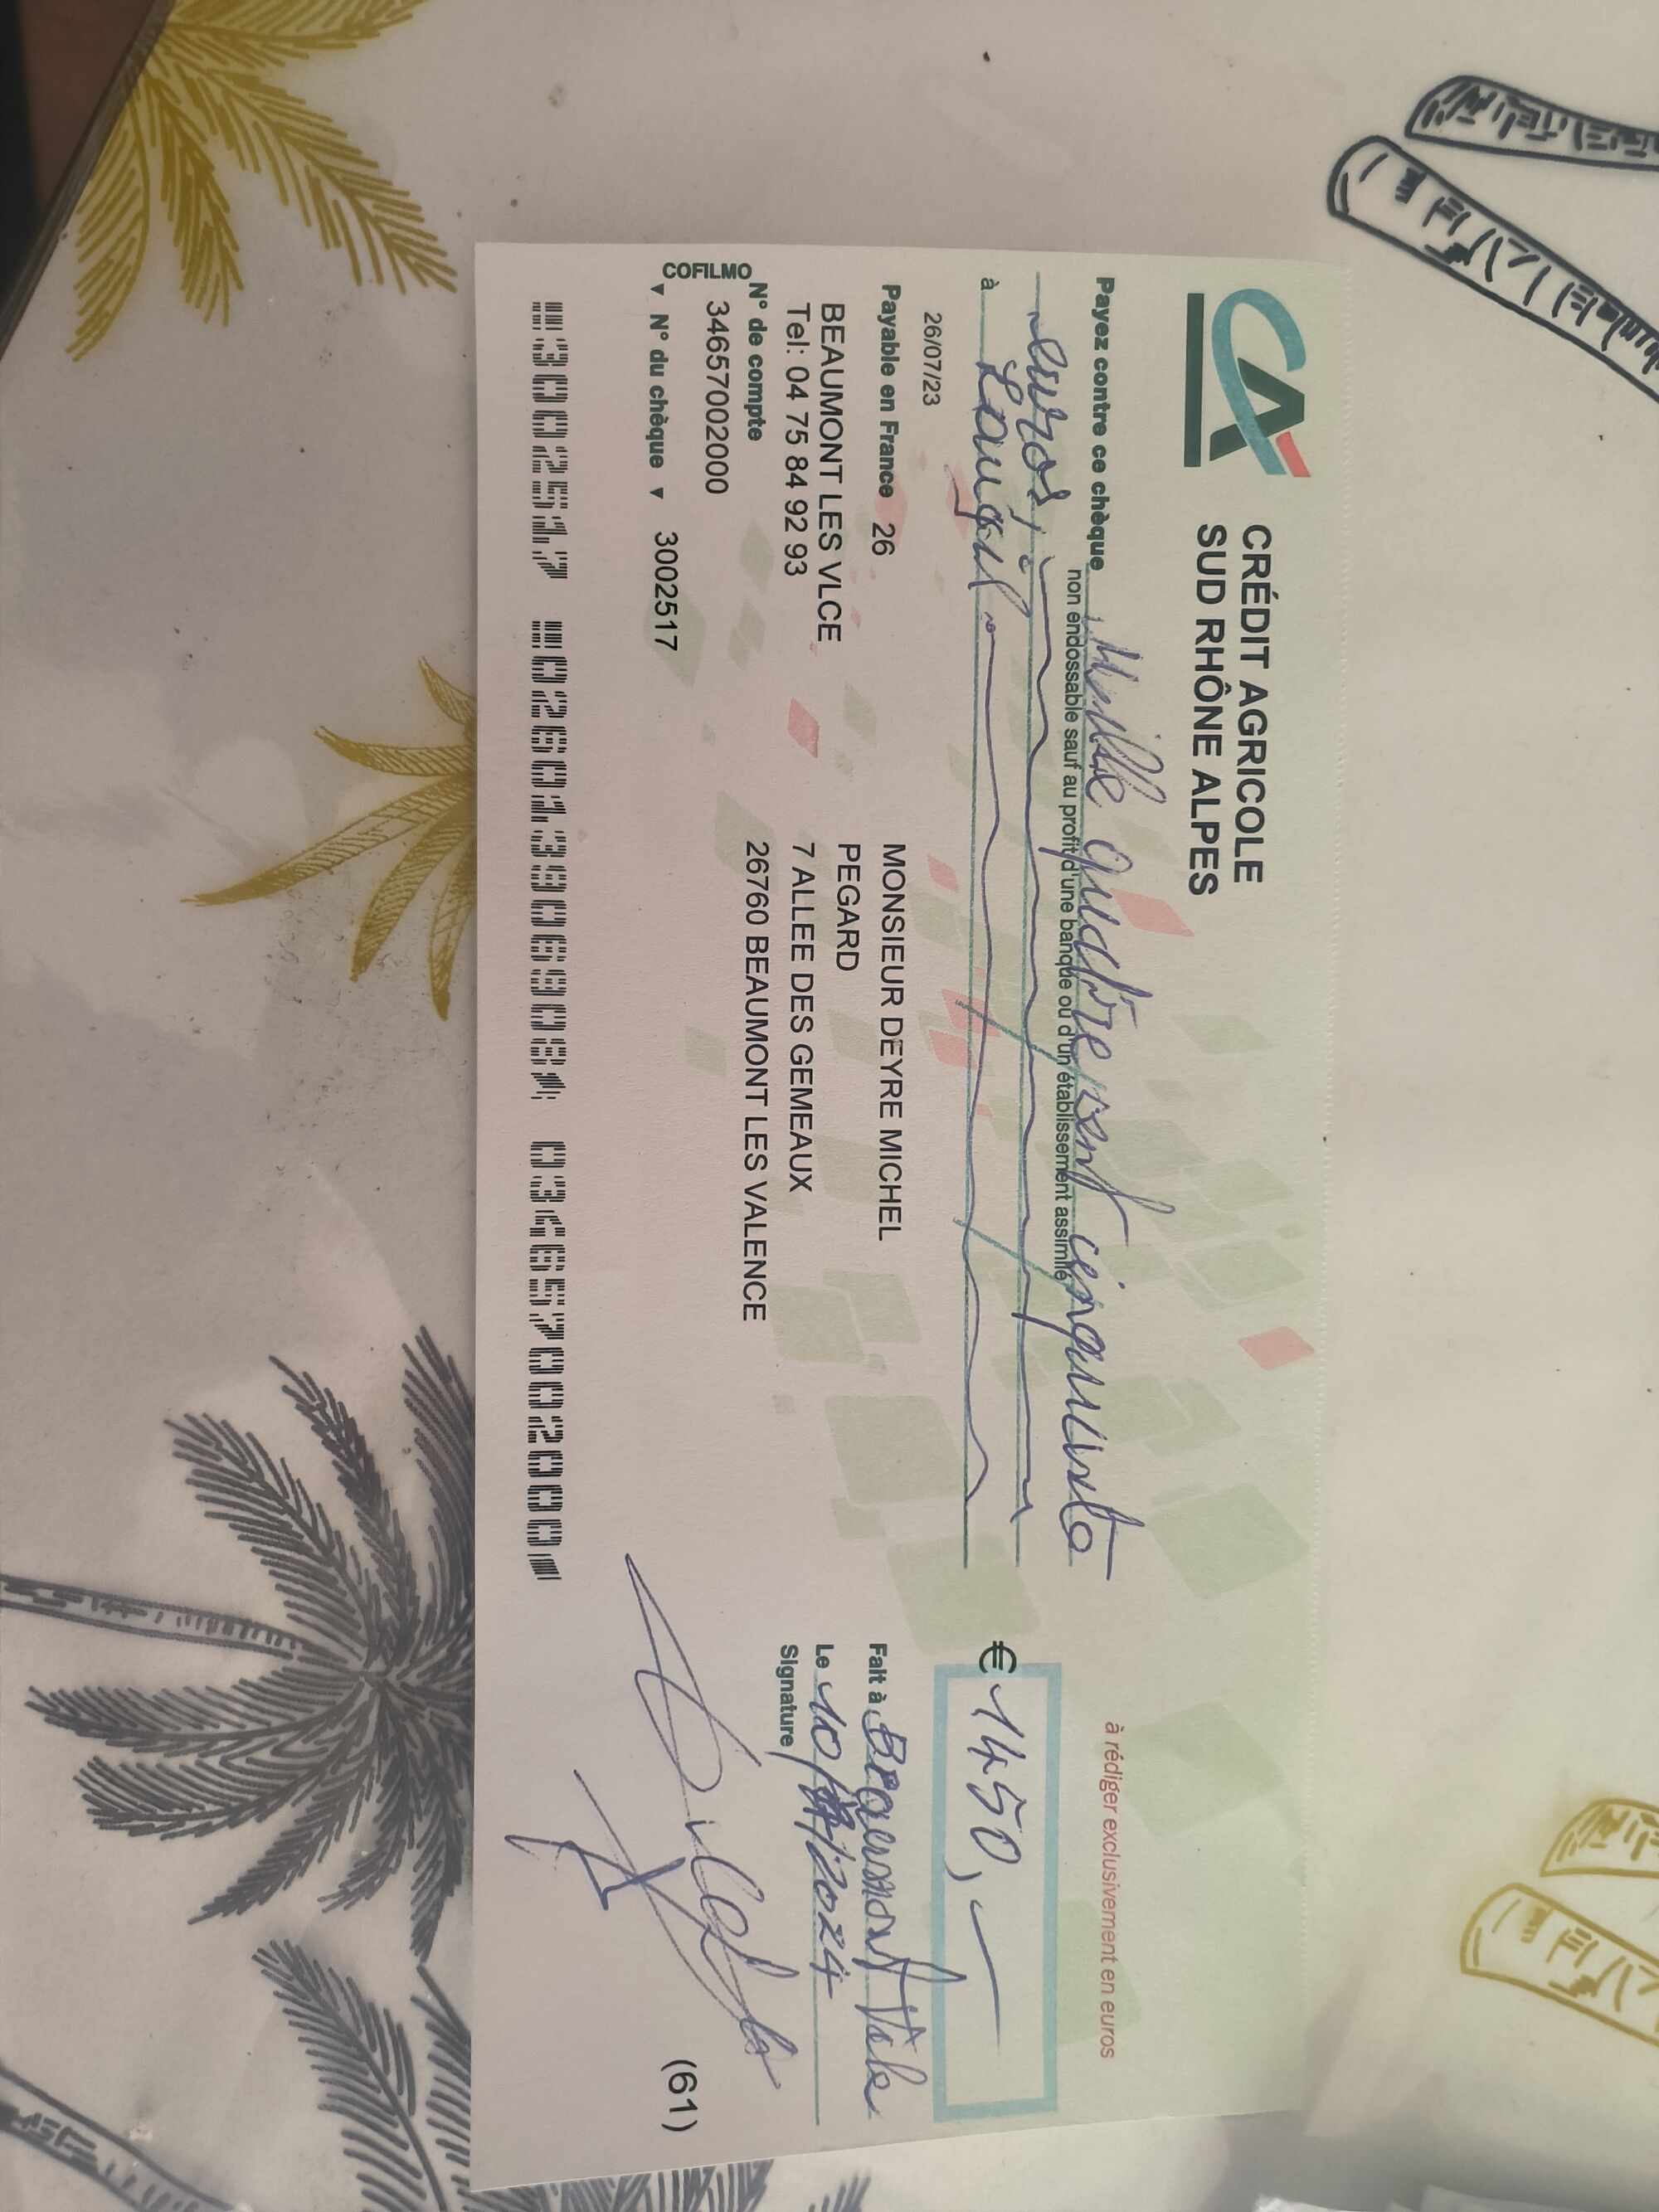 CA
CRÉDIT AGRICOLE
SUD RHÔNE ALPES
à rédiger exclusivement en euros
Payez contre ce chèque Mille quatre cent cinquante
non endossable sauf au profit d'une banque ou d'un établissement assimilé
euros
€ 1450,—
à
26/07/23
Payable en France 26
MONSIEUR DEYRE MICHEL
Fait à Beaumont
BEAUMONT LES VLCE
PEGARD
Le 10/ /2024
Tel: 04 75 84 92 93
7 ALLEE DES GEMEAUX
Signature
N° de compte
26760 BEAUMONT LES VALENCE
34657002000
COFILMO
▼ N° du chèque ▼ 3002517
(61)
3002517 026013906908 034657002000